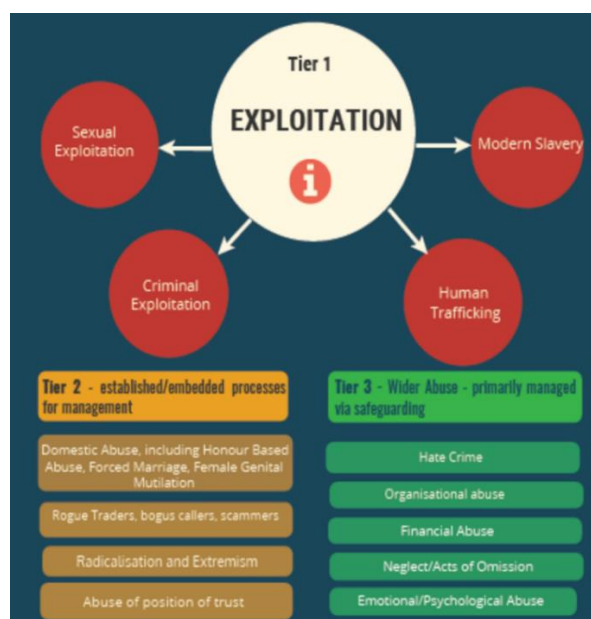 Tier 1
EXPLOITATION
i
Sexual
Exploitation
Modern Slavery
Criminal
Exploitation
Human
Trafficking
Tier 2 - established/embedded processes
for management
Domestic Abuse, including Honour Based
Abuse, Forced Marriage, Female Genital
Mutilation
Rogue Traders, bogus callers, scammers
Radicalisation and Extremism
Abuse of position of trust
Tier 3 - Wider Abuse - primarily managed
via safeguarding
Hate Crime
Organisational abuse
Financial Abuse
Neglect/Acts of Omission
Emotional/Psychological Abuse